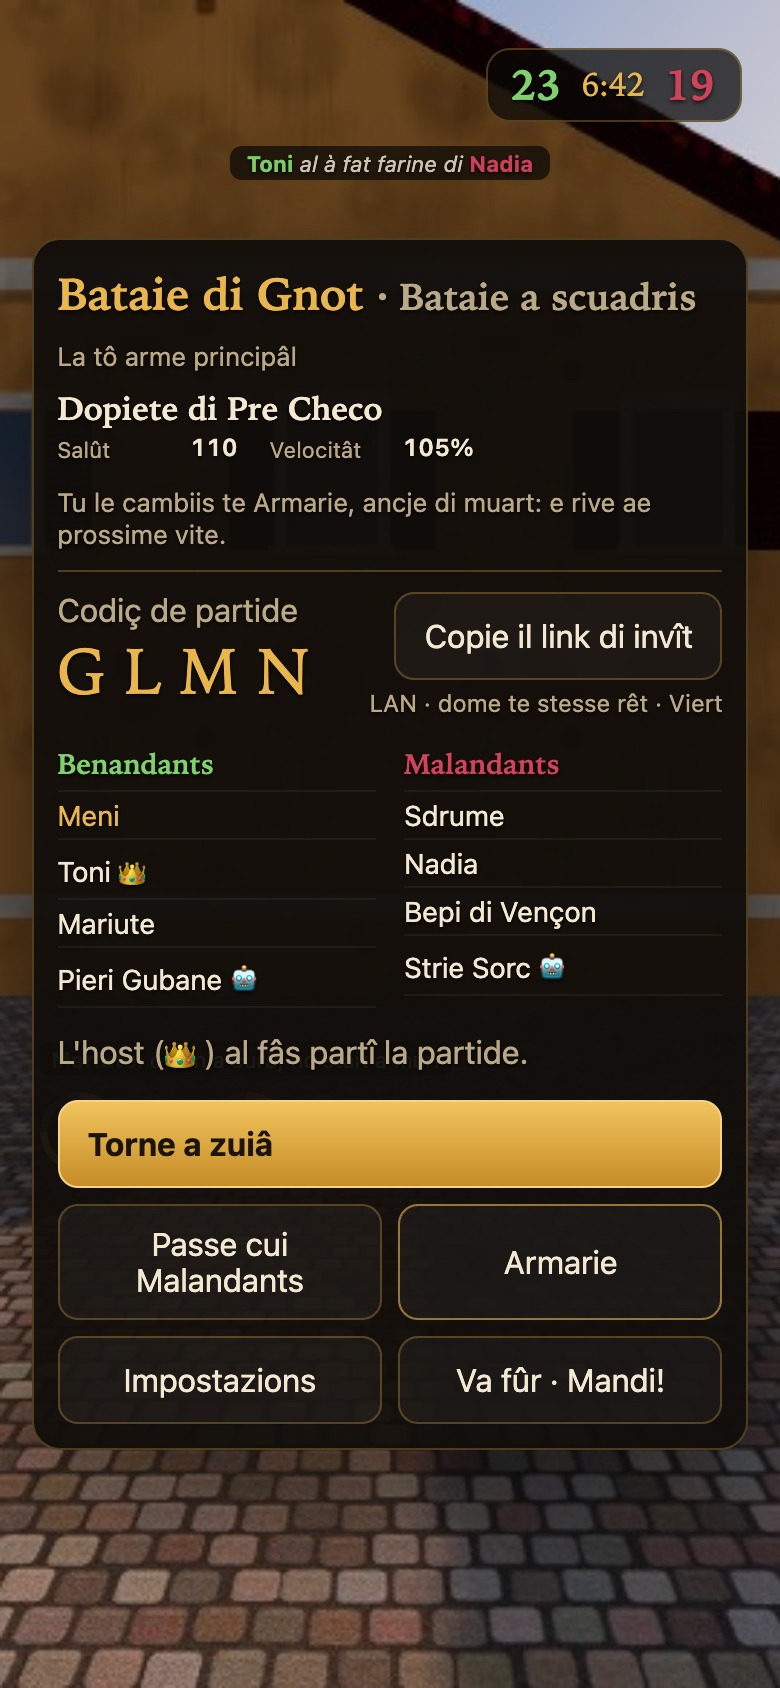 23 6:42 19
Toni al à fat farine di Nadia
Bataie di Gnot · Bataie a scuadris
La tô arme principâl
Dopiete di Pre Checo
Salût 110 Velocitât 105%
Tu le cambiis te Armarie, ancje di muart: e rive ae
prossime vite.
Codiç de partide
GLMN
Copie il link di invît
LAN · dome te stesse rêt · Viert
Benandants
Meni
Toni 👑
Mariute
Pieri Gubane 🤖
Malandants
Sdrume
Nadia
Bepi di Vençon
Strie Sorc 🤖
L'host (👑) al fâs partî la partide.
Torne a zuiâ
Passe cui
Malandants
Armarie
Impostazions
Va fûr · Mandi!